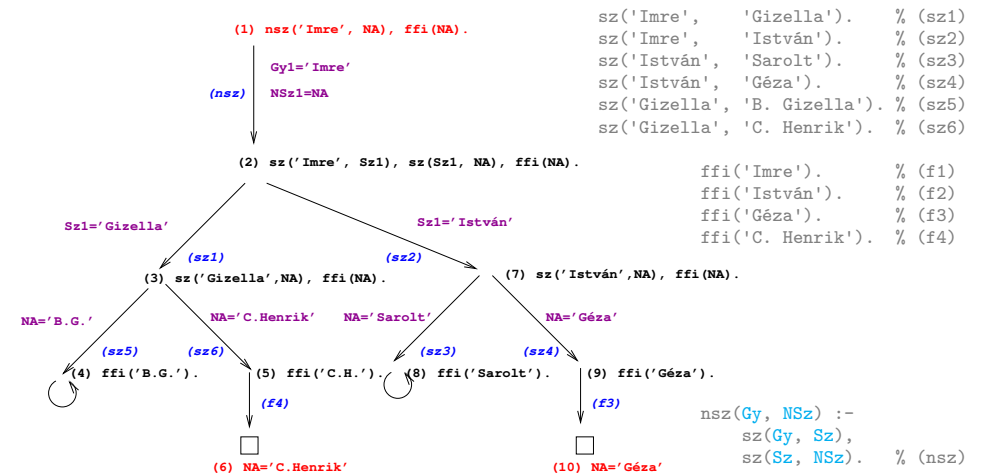 (1) nsz('Imre', NA), ffi(NA).
Gy1='Imre'
(nsz) NSz1=NA
(2) sz('Imre', Sz1), sz(Sz1, NA), ffi(NA).
Sz1='Gizella' Sz1='István'
(sz1) (sz2)
(3) sz('Gizella',NA), ffi(NA). (7) sz('István',NA), ffi(NA).
NA='B.G.' NA='C.Henrik' NA='Sarolt' NA='Géza'
(sz5) (sz6) (sz3) (sz4)
(4) ffi('B.G.'). (5) ffi('C.H.'). (8) ffi('Sarolt'). (9) ffi('Géza').
(f4) (f3)
(6) NA='C.Henrik' (10) NA='Géza'
sz('Imre', 'Gizella'). % (sz1)
sz('Imre', 'István'). % (sz2)
sz('István', 'Sarolt'). % (sz3)
sz('István', 'Géza'). % (sz4)
sz('Gizella', 'B. Gizella'). % (sz5)
sz('Gizella', 'C. Henrik'). % (sz6)
ffi('Imre'). % (f1)
ffi('István'). % (f2)
ffi('Géza'). % (f3)
ffi('C. Henrik'). % (f4)
nsz(Gy, NSz) :-
sz(Gy, Sz),
sz(Sz, NSz). % (nsz)